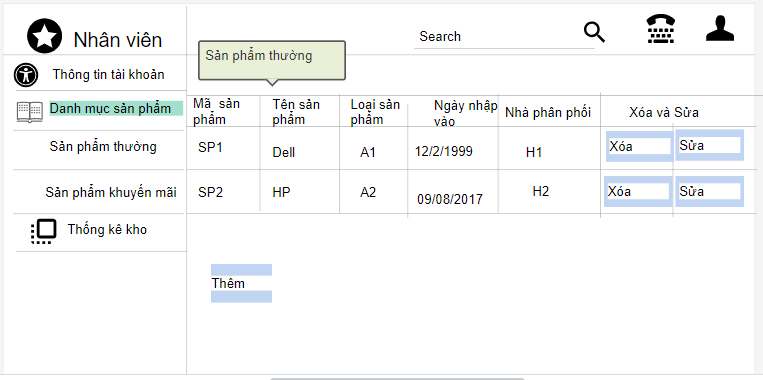 Nhân viên
Search
Sản phẩm thường
Thông tin tài khoản
Danh mục sản phẩm
Sản phẩm thường
Sản phẩm khuyến mãi
Thống kê kho
Mã sản phẩm
Tên sản phẩm
Loại sản phẩm
Ngày nhập vào
Nhà phân phối
Xóa và Sửa
SP1 Dell A1 12/2/1999 H1 Xóa Sửa
SP2 HP A2 09/08/2017 H2 Xóa Sửa
Thêm